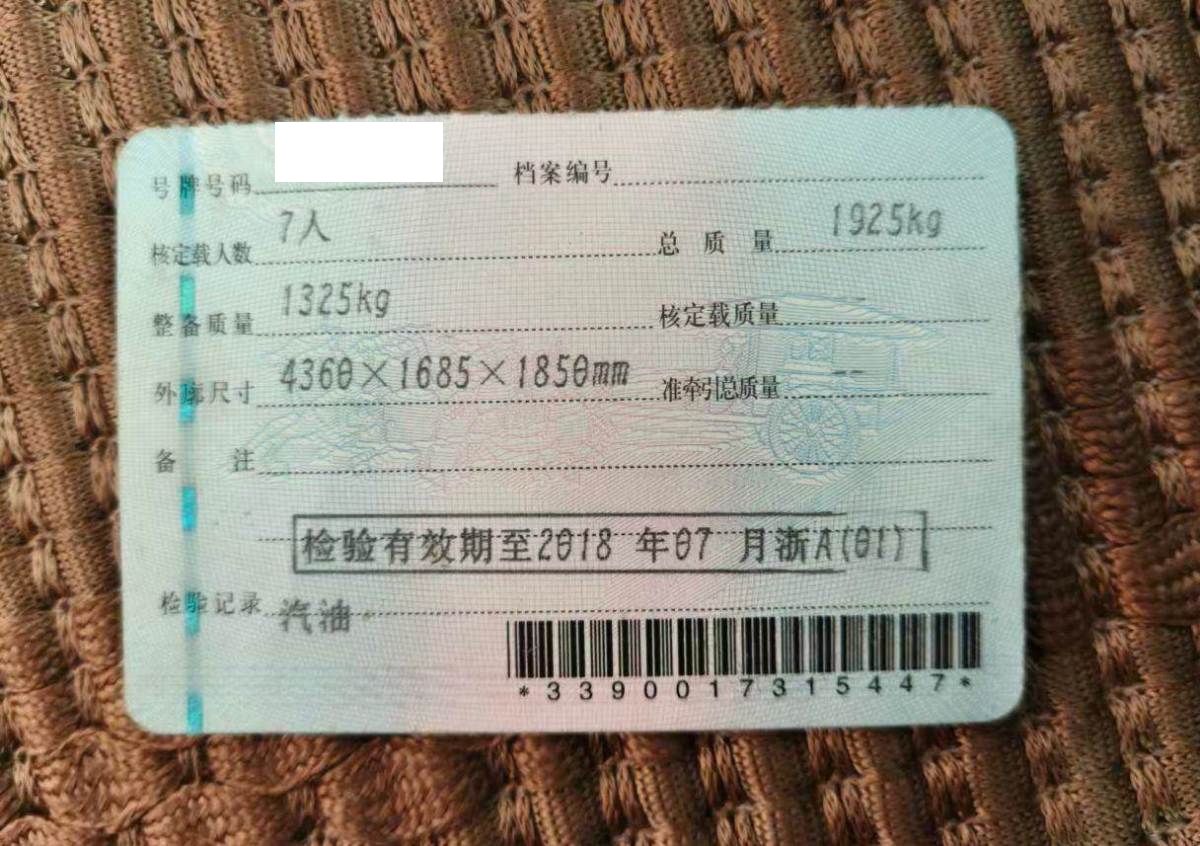 号牌号码 档案编号
核定载人数 7人 总质量 1925kg
整备质量 1325kg 核定载质量 --
外廓尺寸 4360×1685×1850mm 准牵引总质量 --
备注
检验有效期至2018 年07 月浙A(01)
检验记录 汽油
*3390017315447*